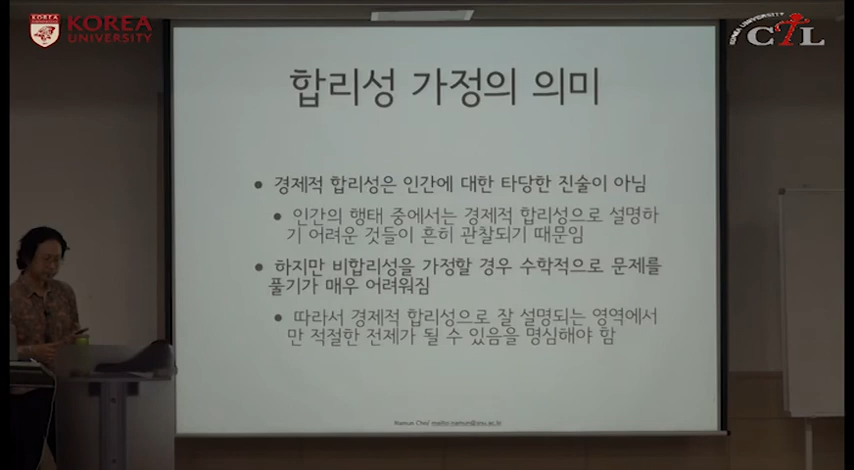 KOREA
UNIVERSITY
KOREA UNIVERSITY
CTL
합리성 가정의 의미
● 경제적 합리성은 인간에 대한 타당한 진술이 아님
● 인간의 행태 중에서는 경제적 합리성으로 설명하
기 어려운 것들이 흔히 관찰되기 때문임
● 하지만 비합리성을 가정할 경우 수학적으로 문제를
풀기가 매우 어려워짐
● 따라서 경제적 합리성으로 잘 설명되는 영역에서
만 적절한 전제가 될 수 있음을 명심해야 함
Namun Cho/